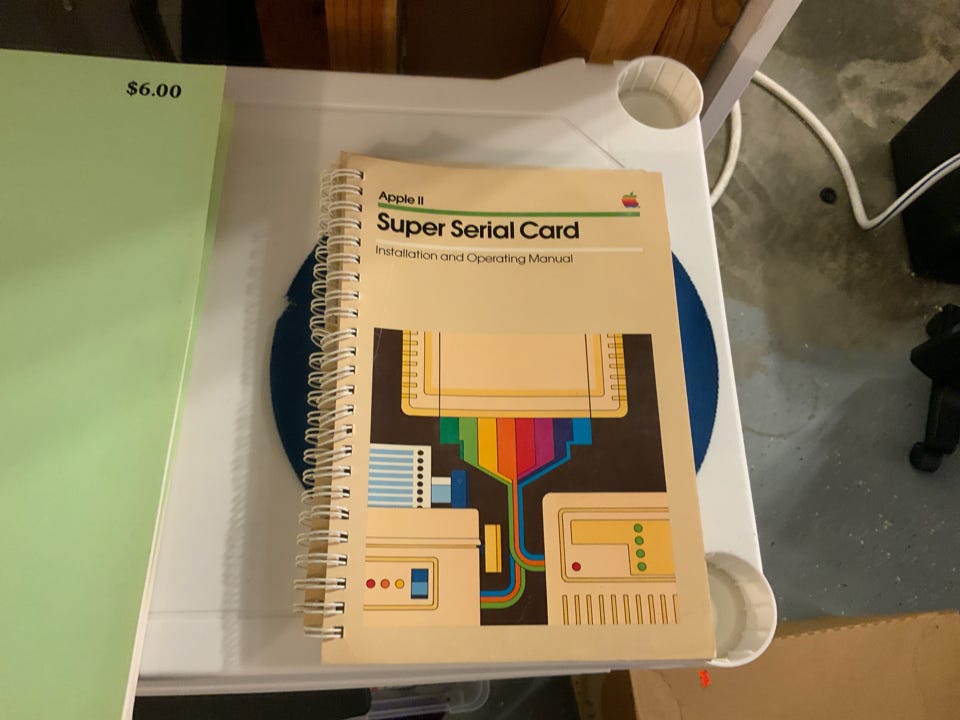 $6.00
Apple II
Super Serial Card
Installation and Operating Manual